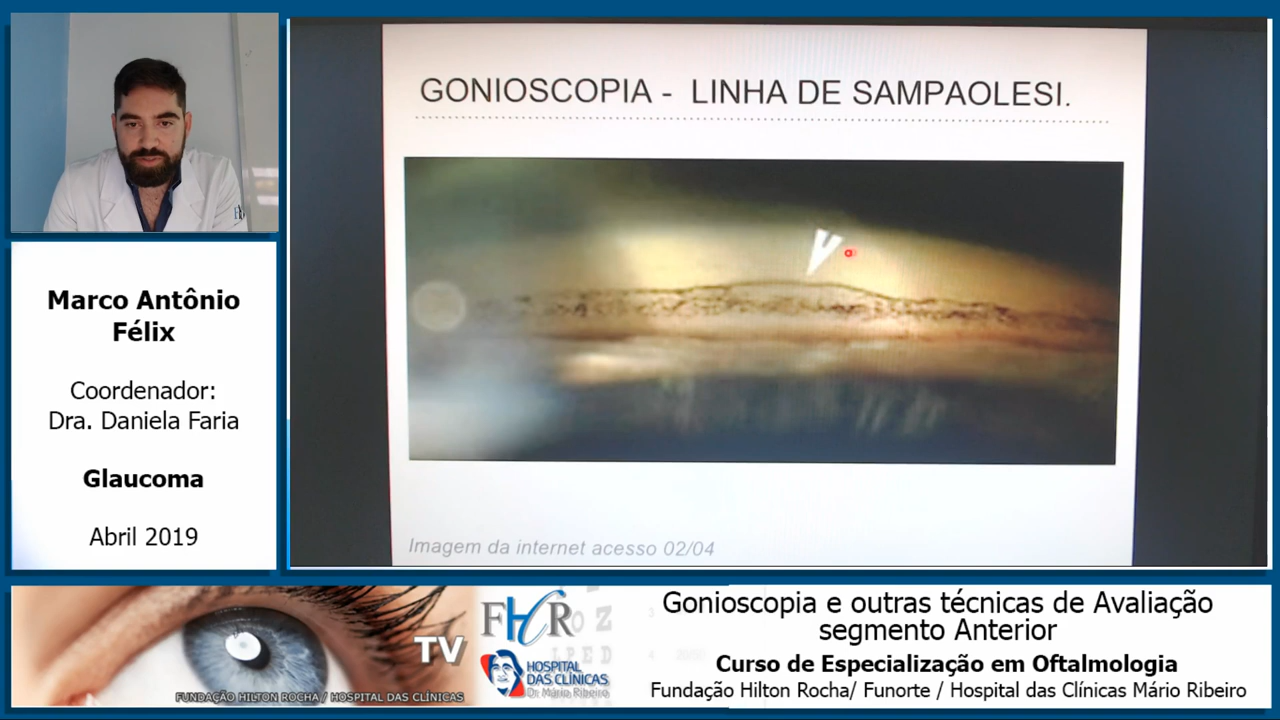 GONIOSCOPIA - LINHA DE SAMPAOLESI.
Imagem da internet acesso 02/04
Marco Antônio
Félix
Coordenador:
Dra. Daniela Faria
Glaucoma
Abril 2019
TV
FUNDAÇÃO HILTON ROCHA / HOSPITAL DAS CLÍNICAS
FHCR
HOSPITAL
DAS CLÍNICAS
Dr. Mário Ribeiro
Gonioscopia e outras técnicas de Avaliação
segmento Anterior
Curso de Especialização em Oftalmologia
Fundação Hilton Rocha/ Funorte / Hospital das Clínicas Mário Ribeiro